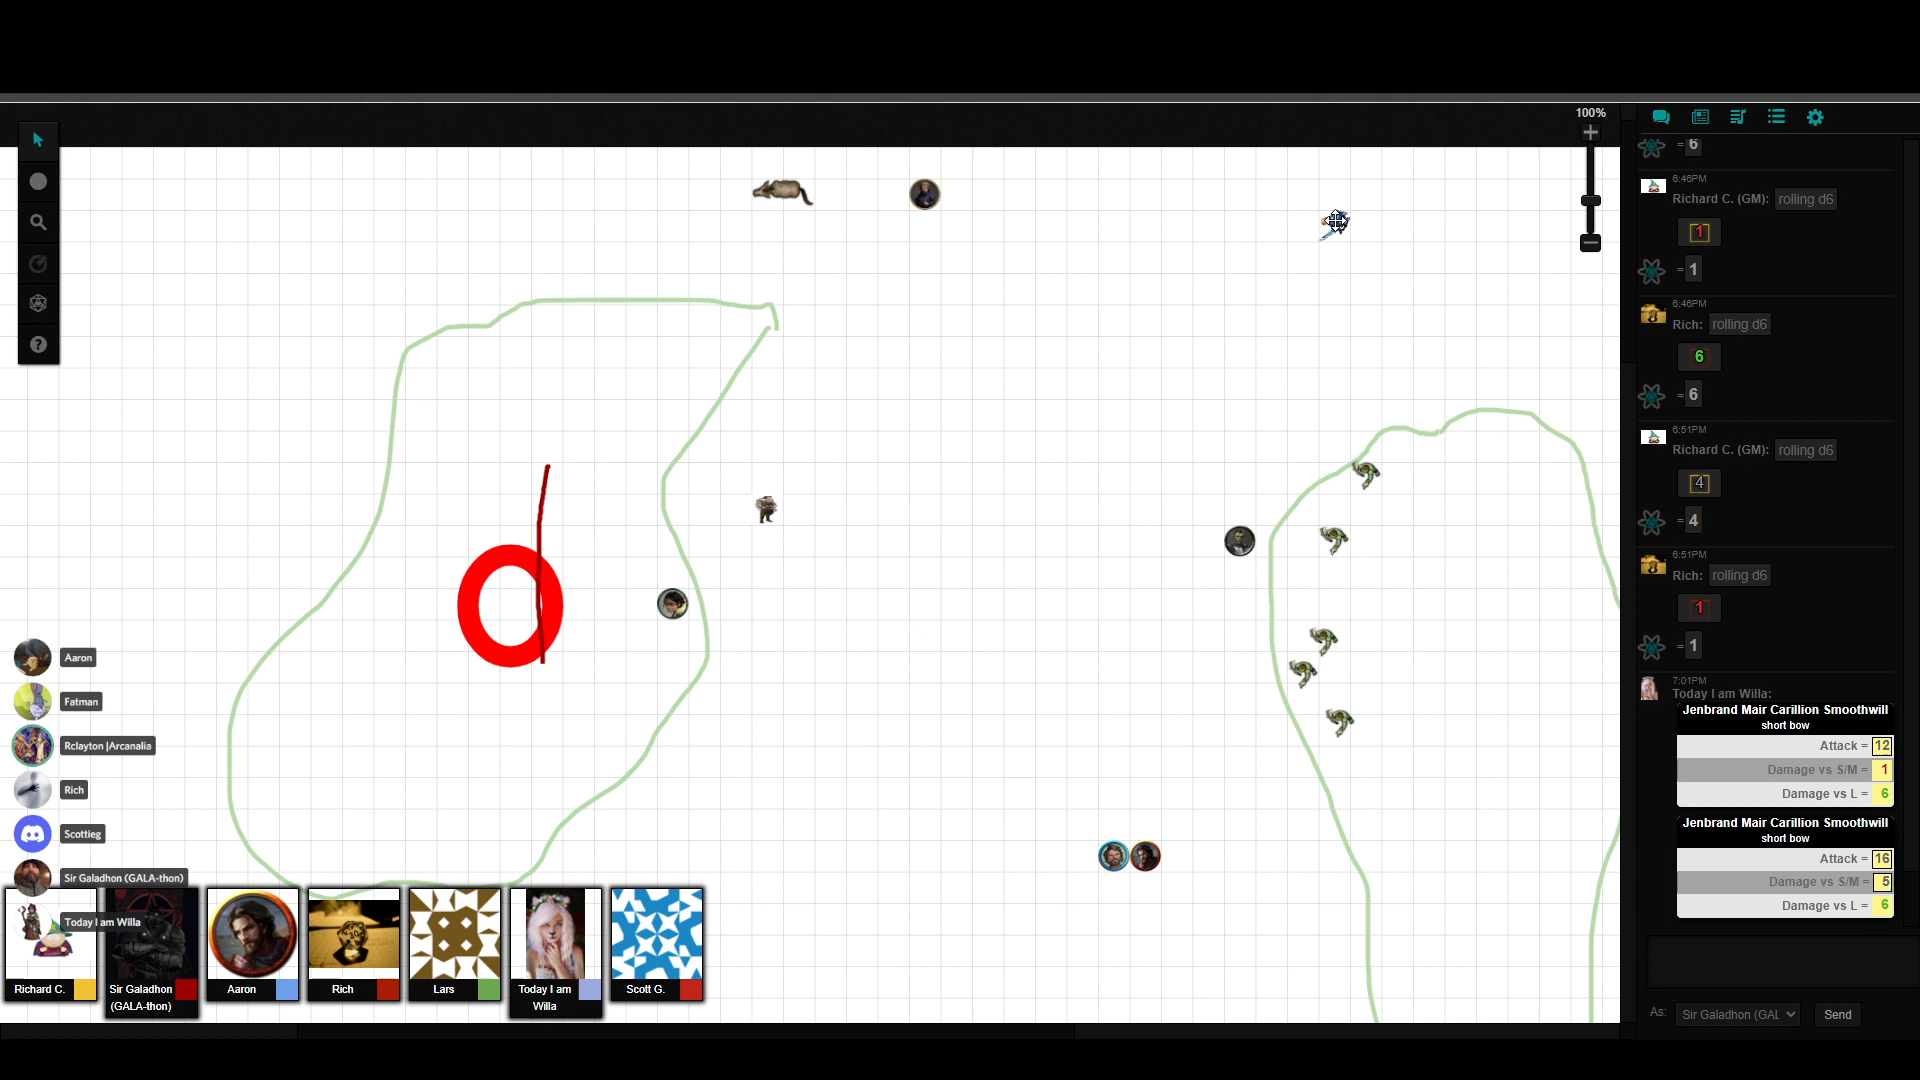 100%
= 6
6:46PM
Richard C. (GM): rolling d6
1
= 1
6:46PM
Rich: rolling d6
6
= 6
6:51PM
Richard C. (GM): rolling d6
4
= 4
6:51PM
Rich: rolling d6
1
= 1
7:01PM
Today I am Willa:
Jenbrand Mair Carillion Smoothwill
short bow
Attack = 12
Damage vs S/M = 1
Damage vs L = 6
Jenbrand Mair Carillion Smoothwill
short bow
Attack = 16
Damage vs S/M = 5
Damage vs L = 6
As: Sir Galadhon (GAL Send
Aaron
Fatman
Rclayton |Arcanalia
Rich
Scottieg
Sir Galadhon (GALA-thon)
Today I am Willa
Richard C.
Sir Galadhon
(GALA-thon)
Aaron
Rich
Lars
Today I am
Willa
Scott G.